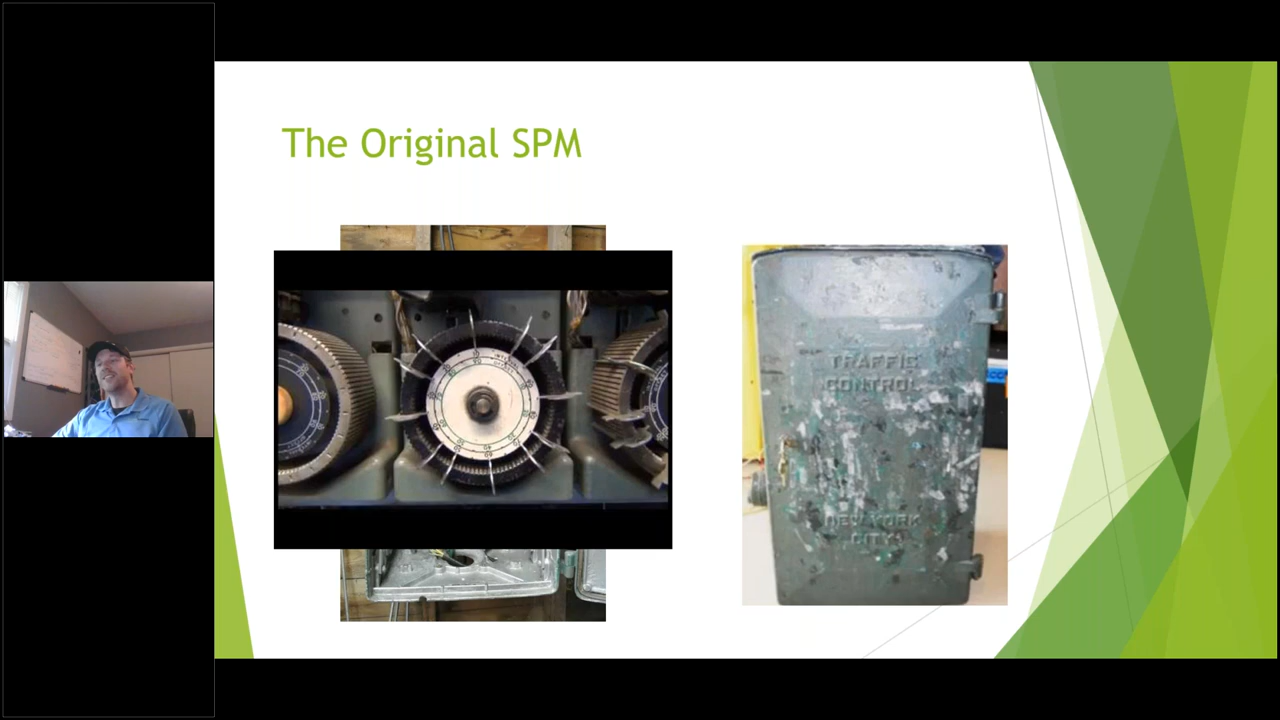 The Original SPM
TRAFFIC
CONTROL
NEW YORK
CITY